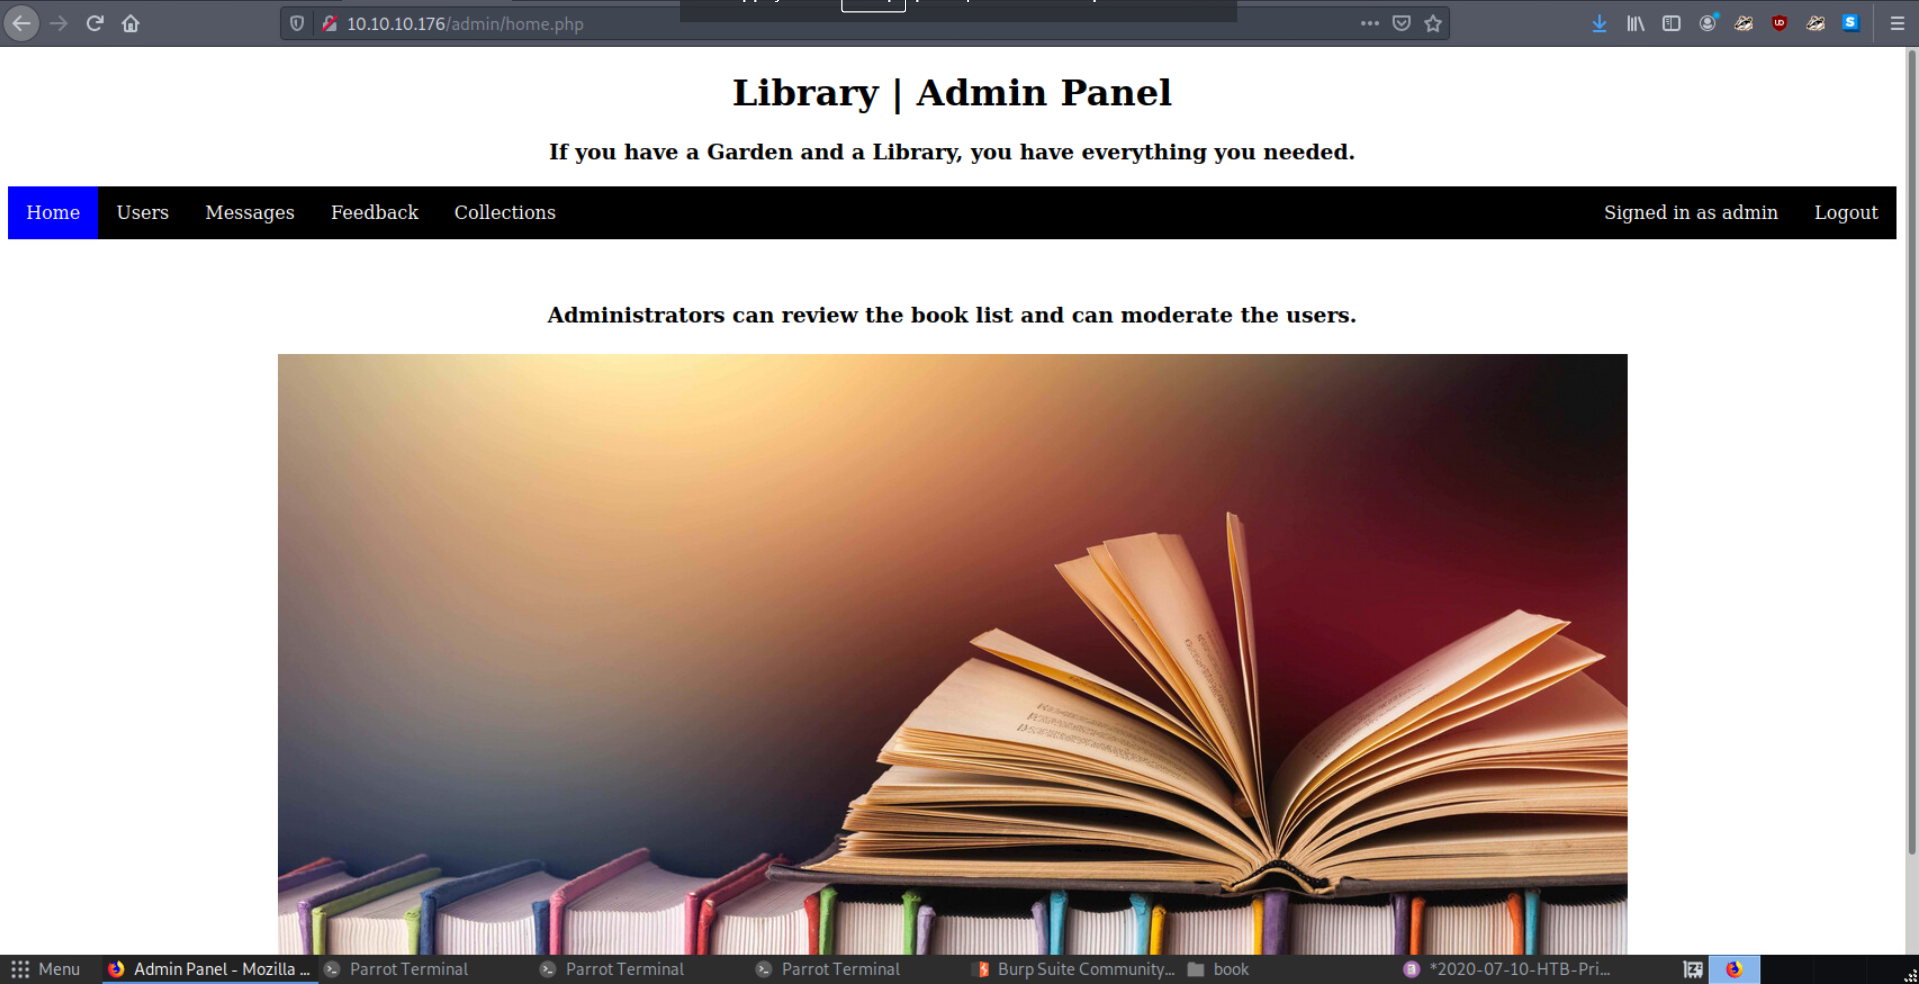 10.10.10.176/admin/home.php
Library | Admin Panel
If you have a Garden and a Library, you have everything you needed.
Home Users Messages Feedback Collections Signed in as admin Logout
Administrators can review the book list and can moderate the users.
Menu Admin Panel - Mozilla ... Parrot Terminal Parrot Terminal Parrot Terminal Burp Suite Community... book *2020-07-10-HTB-Pri...